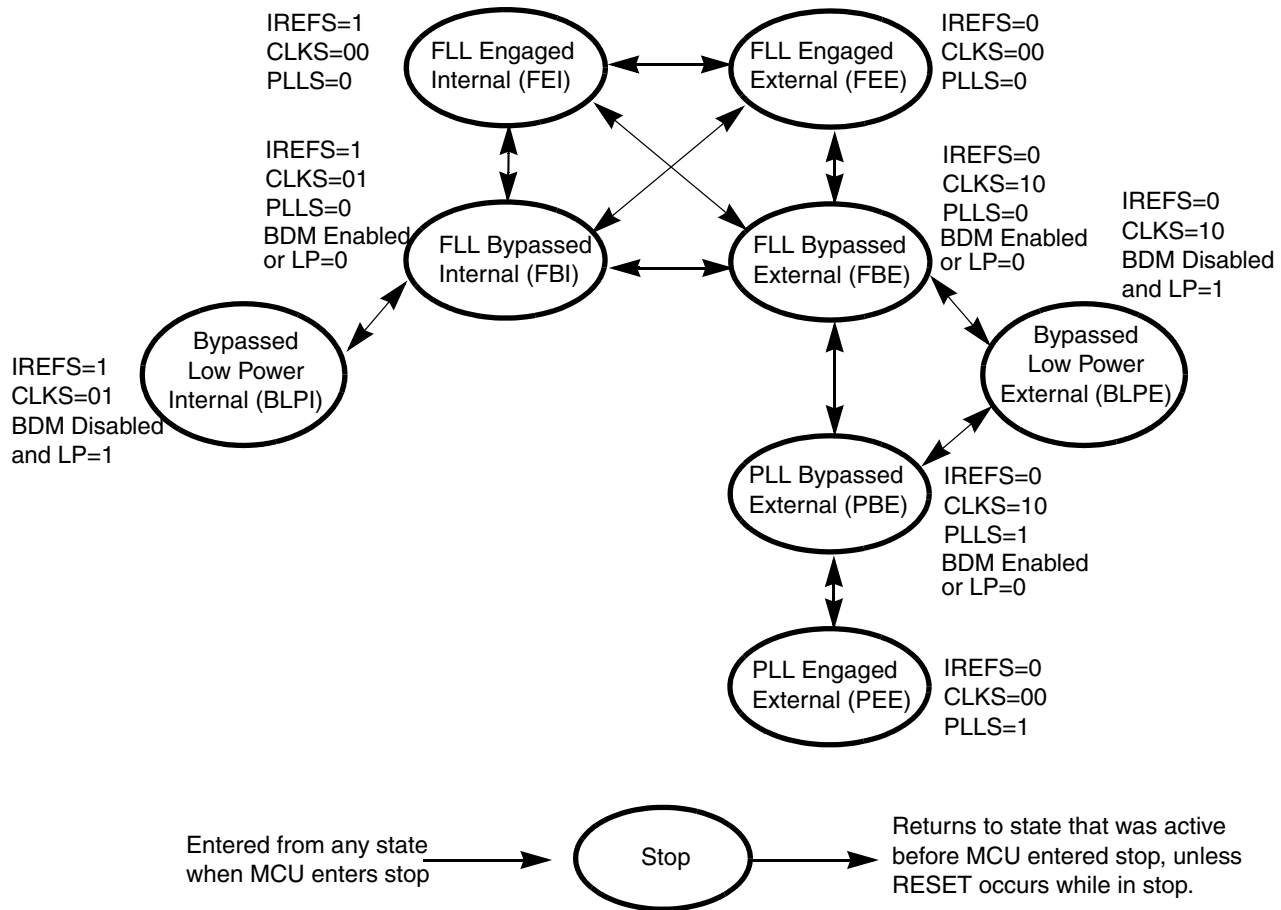 IREFS=1
CLKS=00
PLLS=0
FLL Engaged
Internal (FEI)
FLL Engaged
External (FEE)
IREFS=0
CLKS=00
PLLS=0
IREFS=1
CLKS=01
PLLS=0
BDM Enabled
or LP=0
FLL Bypassed
Internal (FBI)
FLL Bypassed
External (FBE)
IREFS=0
CLKS=10
PLLS=0
BDM Enabled
or LP=0
IREFS=0
CLKS=10
BDM Disabled
and LP=1
IREFS=1
CLKS=01
BDM Disabled
and LP=1
Bypassed
Low Power
Internal (BLPI)
Bypassed
Low Power
External (BLPE)
PLL Bypassed
External (PBE)
IREFS=0
CLKS=10
PLLS=1
BDM Enabled
or LP=0
PLL Engaged
External (PEE)
IREFS=0
CLKS=00
PLLS=1
Entered from any state
when MCU enters stop
Stop
Returns to state that was active
before MCU entered stop, unless
RESET occurs while in stop.